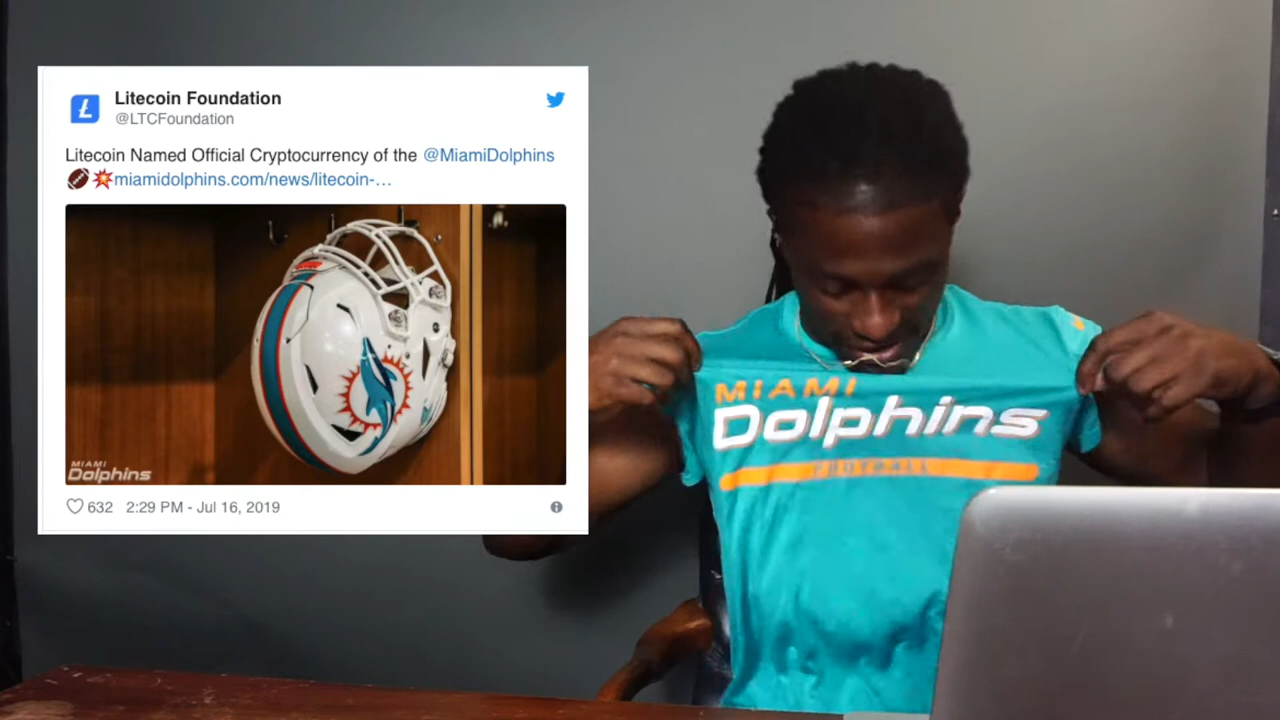 Litecoin Foundation
@LTCFoundation
Litecoin Named Official Cryptocurrency of the @MiamiDolphins
🏈💥miamidolphins.com/news/litecoin-…
MIAMI
Dolphins
632 2:29 PM - Jul 16, 2019
MIAMI
Dolphins
FOOTBALL